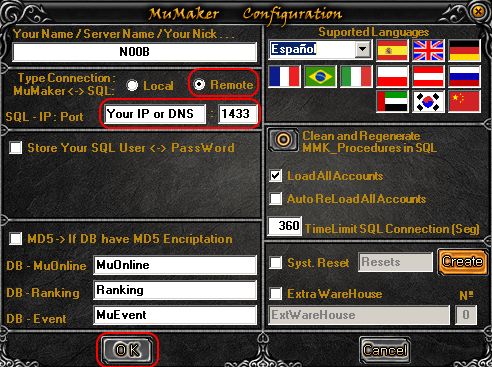 MuMaker Configuration
Your Name / Server Name / Your Nick . . .
N00B
Type Connection :
MuMaker <-> SQL:
Local
Remote
SQL - IP : Port
Your IP or DNS
:
1433
Store Your SQL User <-> PassWord
MD5 -> If DB have MD5 Encriptation
DB - MuOnline
MuOnline
DB - Ranking
Ranking
DB - Event
MuEvent
OK
Suported Languages
Español
Clean and Regenerate
MMK_Procedures in SQL
Load All Accounts
Auto ReLoad All Accounts
360
TimeLimit SQL Connection (Seg)
Syst. Reset
Resets
Create
Extra WareHouse
Nº
ExtWareHouse
0
Cancel